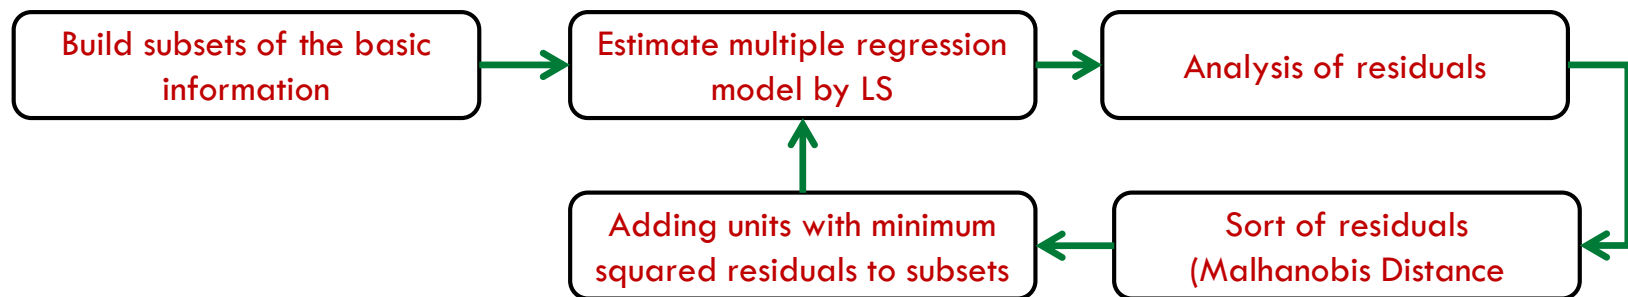 Build subsets of the basic
information
Estimate multiple regression
model by LS
Analysis of residuals
Sort of residuals
(Malhanobis Distance
Adding units with minimum
squared residuals to subsets